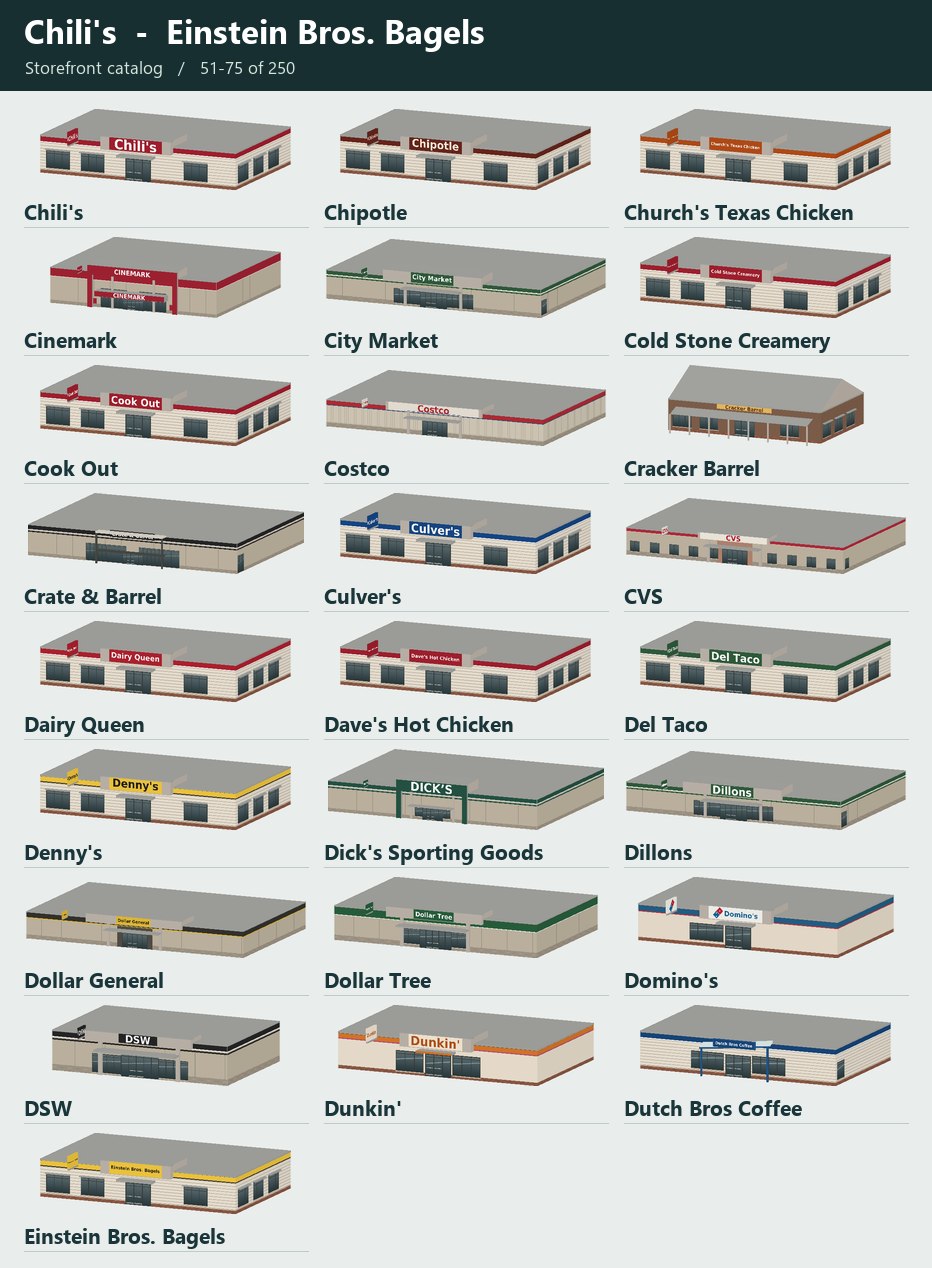 Chili's - Einstein Bros. Bagels
Storefront catalog / 51-75 of 250
Chili's
Chipotle
Church's Texas Chicken
Chili's
Chipotle
Church's Texas Chicken
CINEMARK
CINEMARK
City Market
Cold Stone Creamery
Cinemark
City Market
Cold Stone Creamery
Cook Out
Costco
Cracker Barrel
Cook Out
Costco
Cracker Barrel
Culver's
CVS
Crate & Barrel
Culver's
CVS
Dairy Queen
Dave's Hot Chicken
Del Taco
Dairy Queen
Dave's Hot Chicken
Del Taco
Denny's
DICK'S
Dillons
Denny's
Dick's Sporting Goods
Dillons
Dollar General
Dollar Tree
Domino's
Dollar General
Dollar Tree
Domino's
DSW
Dunkin'
Dutch Bros Coffee
DSW
Dunkin'
Dutch Bros Coffee
Einstein Bros. Bagels
Einstein Bros. Bagels